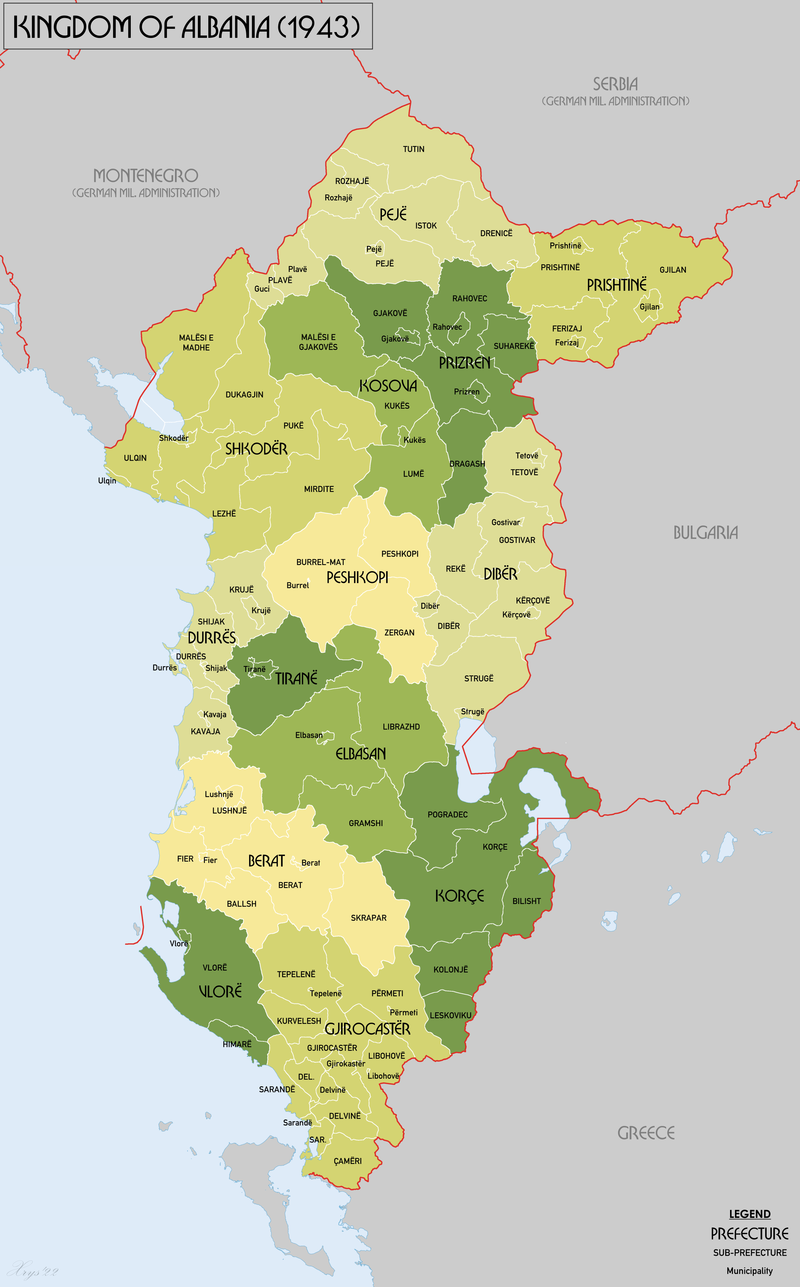 KINGDOM OF ALBANIA (1943)
SERBIA
(GERMAN MIL. ADMINISTRATION)
MONTENEGRO
(GERMAN MIL. ADMINISTRATION)
TUTIN
ROZHAJË
Rozhajë
PEJË
ISTOK
DRENICË
Pejë
PEJË
Plavë
PLAVË
Guci
Prishtinë
PRISHTINË
GJILAN
PRISHTINË
Gjilan
FERIZAJ
Ferizaj
RAHOVEC
GJAKOVË
Rahovec
Gjakovë
SUHAREKË
PRIZREN
Prizren
MALËSI E
MADHE
MALËSI E
GJAKOVËS
KOSOVA
KUKËS
DUKAGJIN
PUKË
Shkodër
SHKODËR
Kukës
ULQIN
Ulqin
LUMË
DRAGASH
Tetovë
TETOVË
MIRDITE
LEZHË
Gostivar
GOSTIVAR
BULGARIA
PESHKOPI
BURREL-MAT
PESHKOPI
Burrel
REKË
DIBËR
KRUJË
Krujë
Dibër
KËRÇOVË
Kërçovë
SHIJAK
DIBËR
ZERGAN
DURRËS
DURRËS
Durrës
Shijak
Tiranë
TIRANË
STRUGË
Strugë
Kavaja
KAVAJA
LIBRAZHD
Elbasan
ELBASAN
Lushnjë
LUSHNJË
GRAMSHI
POGRADEC
KORÇE
FIER
Fier
BERAT
Berat
BERAT
BALLSH
SKRAPAR
KORÇE
BILISHT
Vlorë
VLORË
VLORË
TEPELENË
KOLONJË
Tepelenë
PËRMETI
Përmeti
LESKOVIKU
KURVELESH
GJIROCASTËR
HIMARË
GJIROCASTËR
LIBOHOVË
Gjirokastër
DEL.
Libohovë
SARANDË
Delvinë
DELVINË
Sarandë
SAR.
GREECE
ÇAMËRI
LEGEND
PREFECTURE
SUB-PREFECTURE
Municipality
Xrys'22